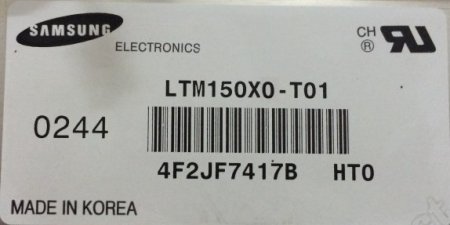 SAMSUNG
ELECTRONICS
CH
®
LTM150X0-T01
0244
4F2JF7417B HT0
MADE IN KOREA